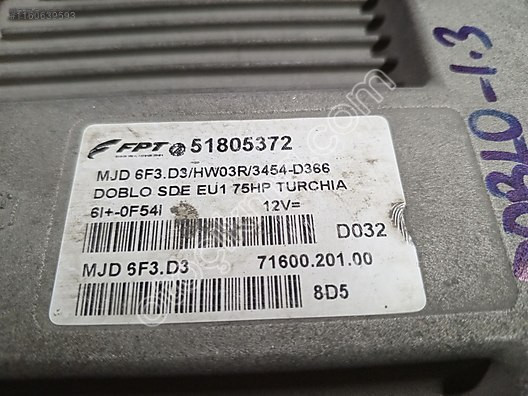 #1160639593
DOBLO-1.3
FPT 51805372
MJD 6F3.D3/HW03R/3454-D366
DOBLO SDE EU1 75HP TURCHIA
6I+-0F54I 12V=
D032
MJD 6F3.D3 71600.201.00
8D5